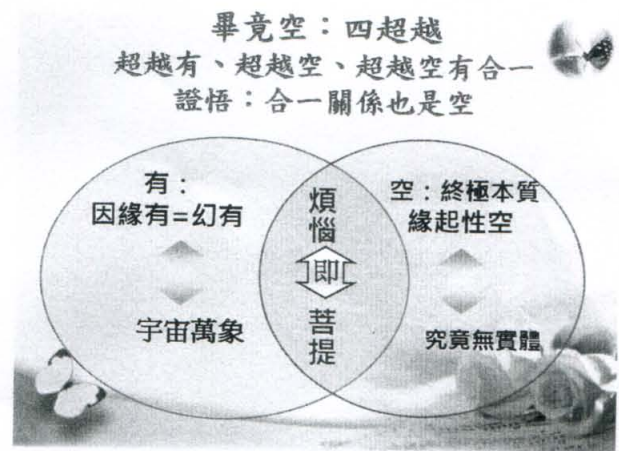 畢竟空：四超越
超越有、超越空、超越空有合一
證悟：合一關係也是空
有：
因緣有=幻有
宇宙萬象
煩惱
即
菩提
空：終極本質
緣起性空
究竟無實體